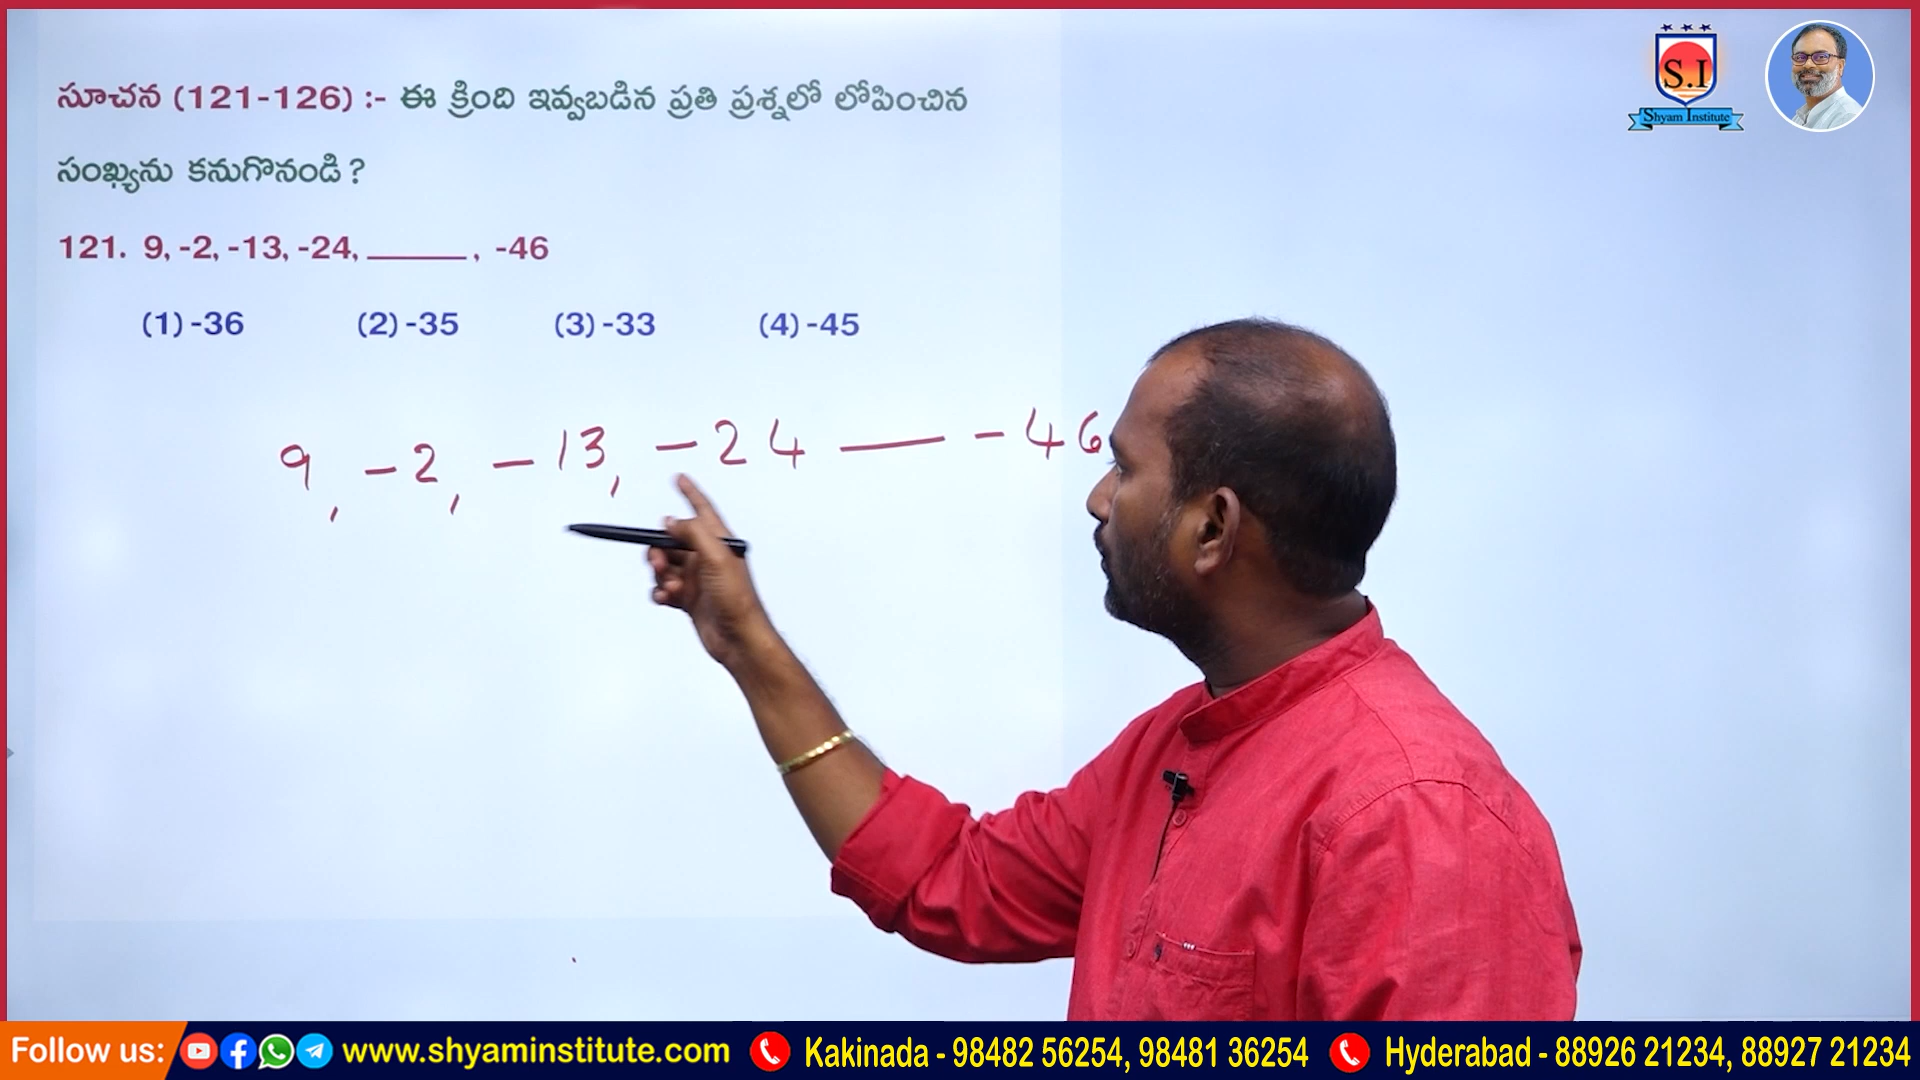 సూచన (121-126) :- ఈ క్రింది ఇవ్వబడిన ప్రతి ప్రశ్నలో లోపించిన
సంఖ్యను కనుగొనండి ?
121. 9, -2, -13, -24, _____ , -46
(1) -36 (2) -35 (3) -33 (4) -45
9, -2, -13, -24 — -46
S.I
Shyam Institute
Follow us: www.shyaminstitute.com Kakinada - 98482 56254, 98481 36254 Hyderabad - 88926 21234, 88927 21234